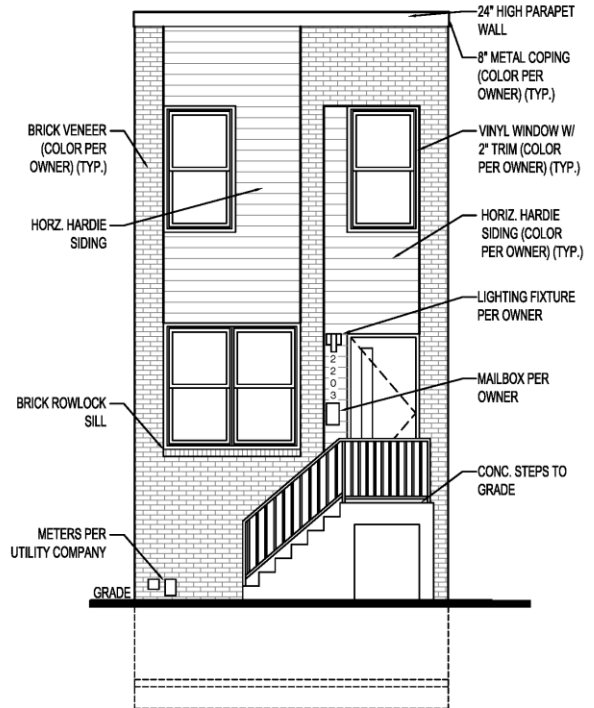 24" HIGH PARAPET
WALL
8" METAL COPING
(COLOR PER
OWNER) (TYP.)
BRICK VENEER
(COLOR PER
OWNER) (TYP.)
VINYL WINDOW W/
2" TRIM (COLOR
PER OWNER) (TYP.)
HORZ. HARDIE
SIDING
HORIZ. HARDIE
SIDING (COLOR
PER OWNER) (TYP.)
LIGHTING FIXTURE
PER OWNER
2
2
0
3
MAILBOX PER
OWNER
BRICK ROWLOCK
SILL
CONC. STEPS TO
GRADE
METERS PER
UTILITY COMPANY
GRADE